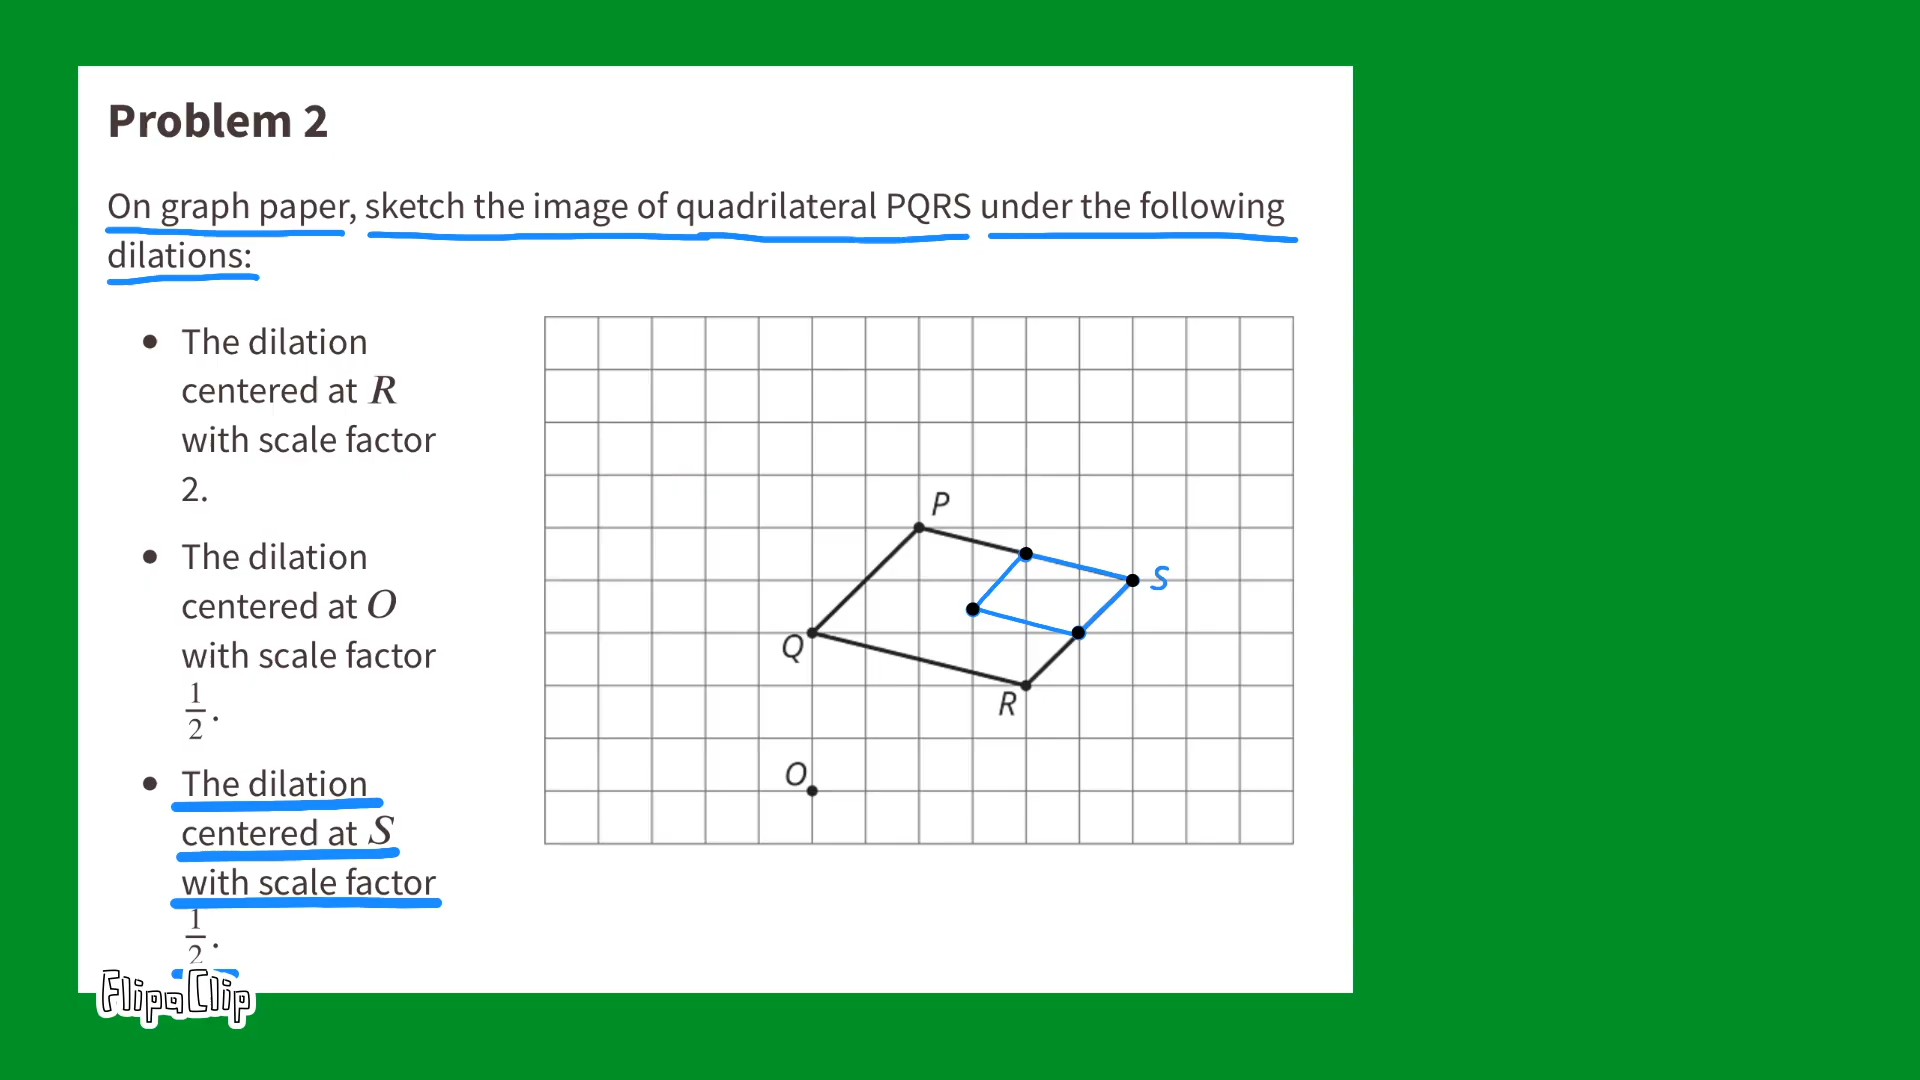 Problem 2
On graph paper, sketch the image of quadrilateral PQRS under the following
dilations:
• The dilation
centered at R
with scale factor
2.
• The dilation
centered at O
with scale factor
1/2.
• The dilation
centered at S
with scale factor
1/2.
P
S
Q
R
O
FlipaClip